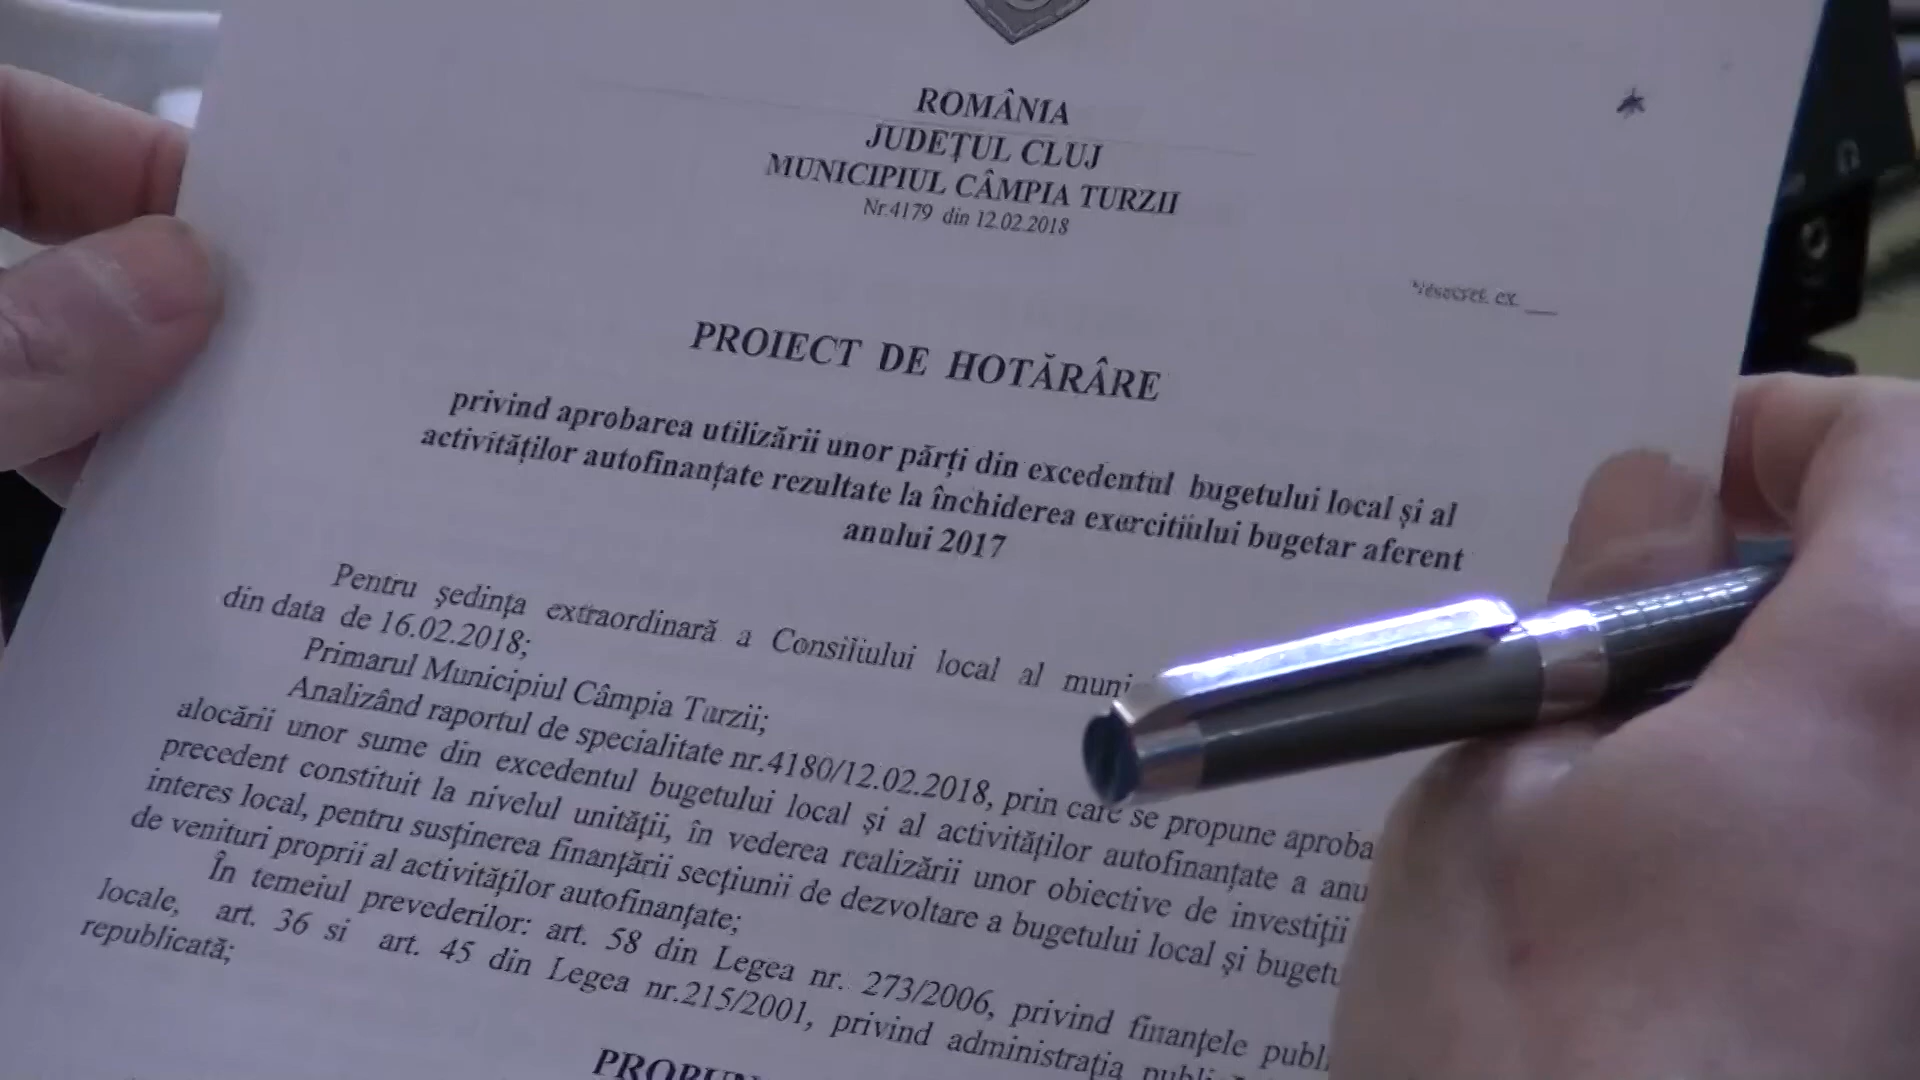 ROMÂNIA
JUDEȚUL CLUJ
MUNICIPIUL CÂMPIA TURZII
Nr.4179 din 12.02.2018
Nesecret. ex. __
PROIECT DE HOTĂRÂRE
privind aprobarea utilizării unor părți din excedentul bugetului local și al
activităților autofinanțate rezultate la închiderea exercitiului bugetar aferent
anului 2017
Pentru ședința extraordinară a Consiliului local al muni
din data de 16.02.2018;
Primarul Municipiul Câmpia Turzii;
Analizând raportul de specialitate nr.4180/12.02.2018, prin care se propune aproba
alocării unor sume din excedentul bugetului local și al activităților autofinanțate a anu
precedent constituit la nivelul unității, în vederea realizării unor obiective de investiții
interes local, pentru susținerea finanțării secțiunii de dezvoltare a bugetului local și bugetu
de venituri proprii al activităților autofinanțate;
În temeiul prevederilor: art. 58 din Legea nr. 273/2006, privind finanțele publi
locale, art. 36 si art. 45 din Legea nr.215/2001, privind administrația
republicată;
PROPUN